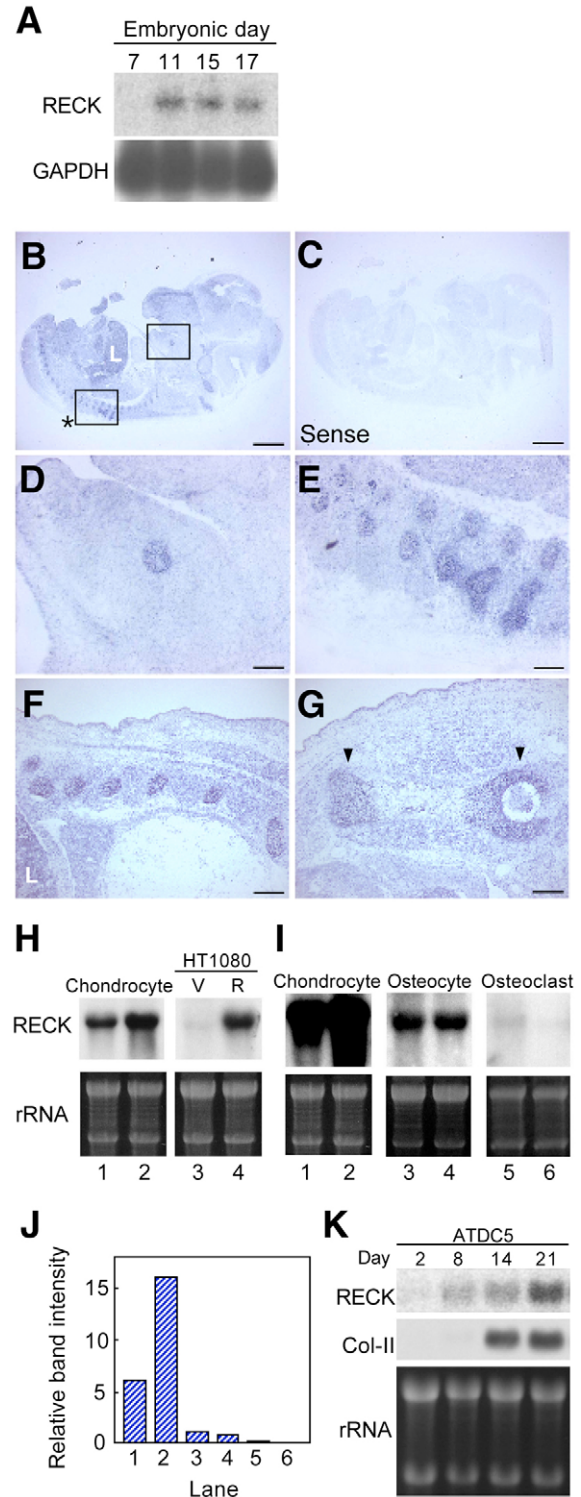 A
Embryonic day
7 11 15 17
RECK
GAPDH
B
L
*
C
Sense
D
E
F
L
G
H
HT1080
Chondrocyte V R
RECK
rRNA
1 2 3 4
I
Chondrocyte Osteocyte Osteoclast
1 2 3 4 5 6
J
Relative band intensity
15
10
5
0
1 2 3 4 5 6
Lane
K
ATDC5
Day 2 8 14 21
RECK
Col-II
rRNA